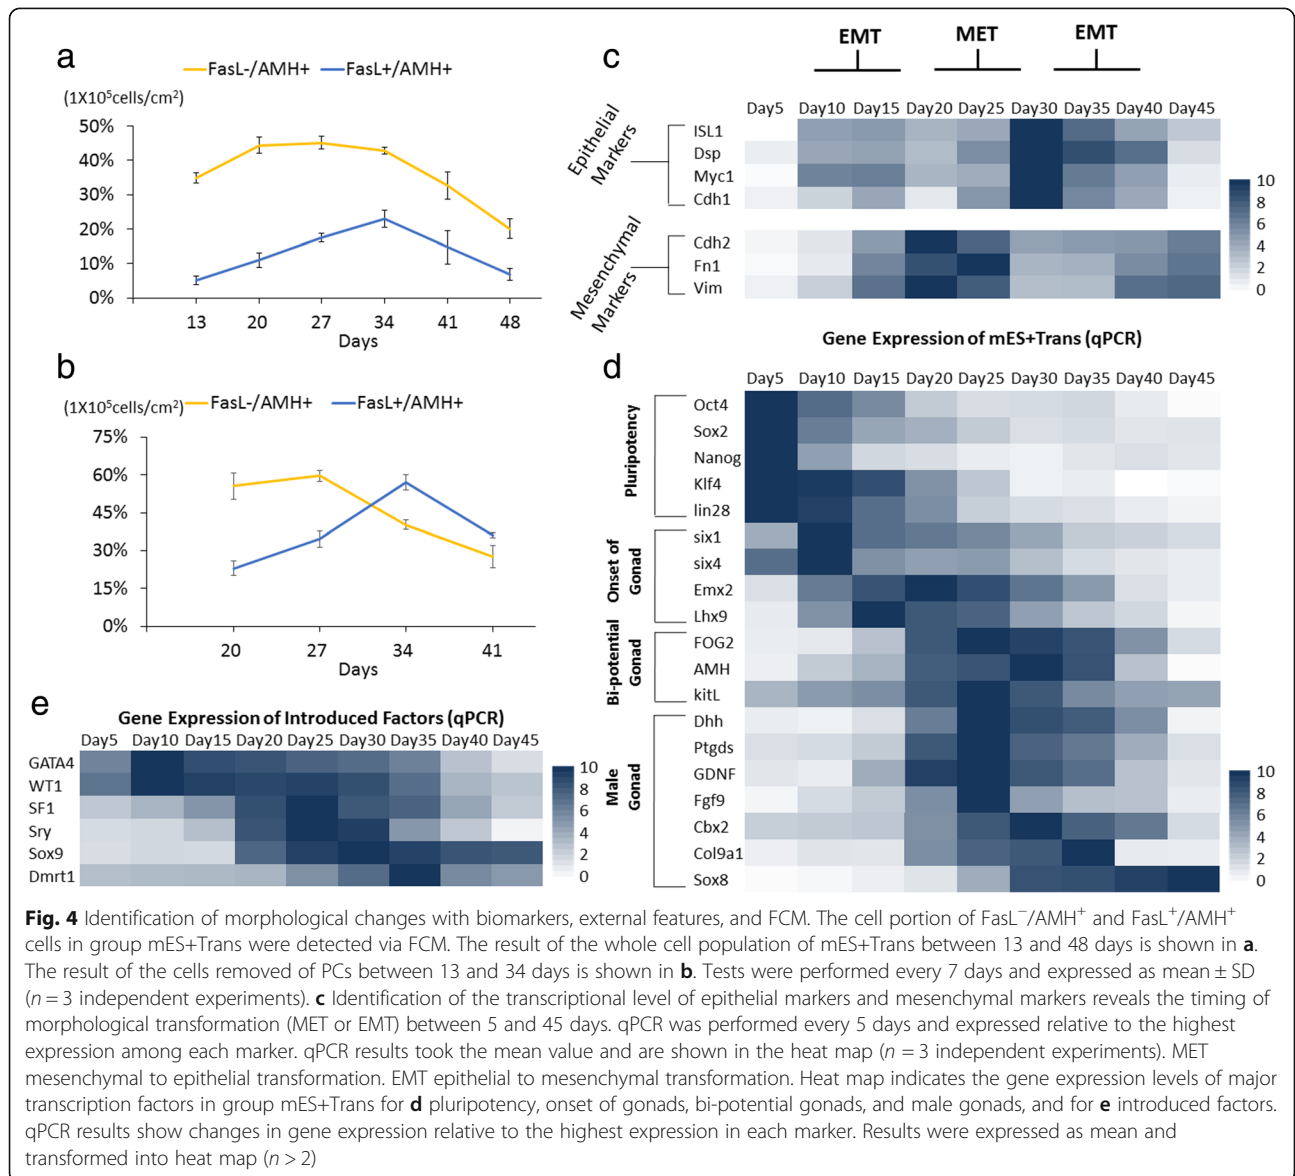 a
FasL-/AMH+ FasL+/AMH+
(1X10⁵cells/cm²)
50%
40%
30%
20%
10%
0%
13 20 27 34 41 48
Days
b
(1X10⁵cells/cm²) FasL-/AMH+ FasL+/AMH+
75%
60%
45%
30%
15%
0%
20 27 34 41
Days
c
EMT MET EMT
Day5 Day10 Day15 Day20 Day25 Day30 Day35 Day40 Day45
Epithelial
Markers
ISL1
Dsp
Myc1
Cdh1
Mesenchymal
Markers
Cdh2
Fn1
Vim
10
8
6
4
2
0
Gene Expression of mES+Trans (qPCR)
d
Day5 Day10 Day15 Day20 Day25 Day30 Day35 Day40 Day45
Pluripotency
Oct4
Sox2
Nanog
Klf4
lin28
Onset of
Gonad
six1
six4
Emx2
Lhx9
Bi-potential
Gonad
FOG2
AMH
kitL
Male
Gonad
Dhh
Ptgds
GDNF
Fgf9
Cbx2
Col9a1
Sox8
10
8
6
4
2
0
e
Gene Expression of Introduced Factors (qPCR)
Day5 Day10 Day15 Day20 Day25 Day30 Day35 Day40 Day45
GATA4
WT1
SF1
Sry
Sox9
Dmrt1
10
8
6
4
2
0
Fig. 4 Identification of morphological changes with biomarkers, external features, and FCM. The cell portion of FasL⁻/AMH⁺ and FasL⁺/AMH⁺
cells in group mES+Trans were detected via FCM. The result of the whole cell population of mES+Trans between 13 and 48 days is shown in a.
The result of the cells removed of PCs between 13 and 34 days is shown in b. Tests were performed every 7 days and expressed as mean ± SD
(n = 3 independent experiments). c Identification of the transcriptional level of epithelial markers and mesenchymal markers reveals the timing of
morphological transformation (MET or EMT) between 5 and 45 days. qPCR was performed every 5 days and expressed relative to the highest
expression among each marker. qPCR results took the mean value and are shown in the heat map (n = 3 independent experiments). MET
mesenchymal to epithelial transformation. EMT epithelial to mesenchymal transformation. Heat map indicates the gene expression levels of major
transcription factors in group mES+Trans for d pluripotency, onset of gonads, bi-potential gonads, and male gonads, and for e introduced factors.
qPCR results show changes in gene expression relative to the highest expression in each marker. Results were expressed as mean and
transformed into heat map (n > 2)